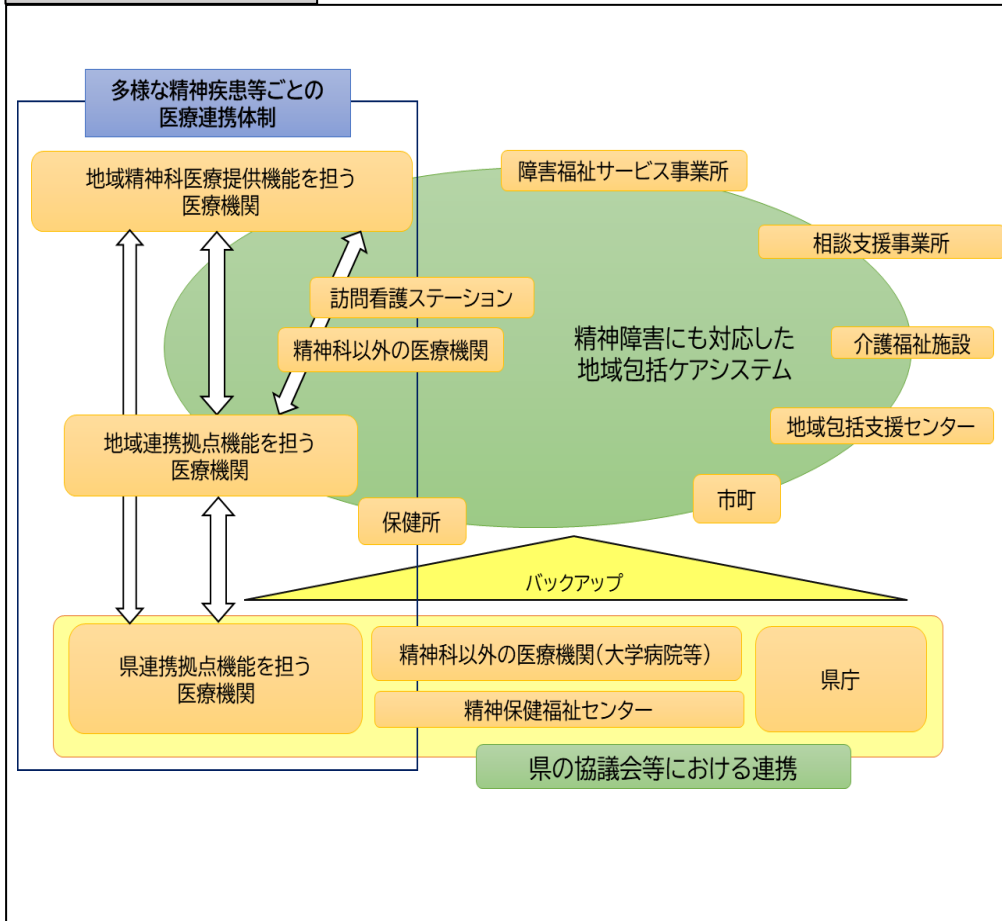 多様な精神疾患等ごとの
医療連携体制
地域精神科医療提供機能を担う
医療機関
障害福祉サービス事業所
相談支援事業所
訪問看護ステーション
精神科以外の医療機関
精神障害にも対応した
地域包括ケアシステム
介護福祉施設
地域連携拠点機能を担う
医療機関
地域包括支援センター
市町
保健所
バックアップ
県連携拠点機能を担う
医療機関
精神科以外の医療機関(大学病院等)
精神保健福祉センター
県庁
県の協議会等における連携